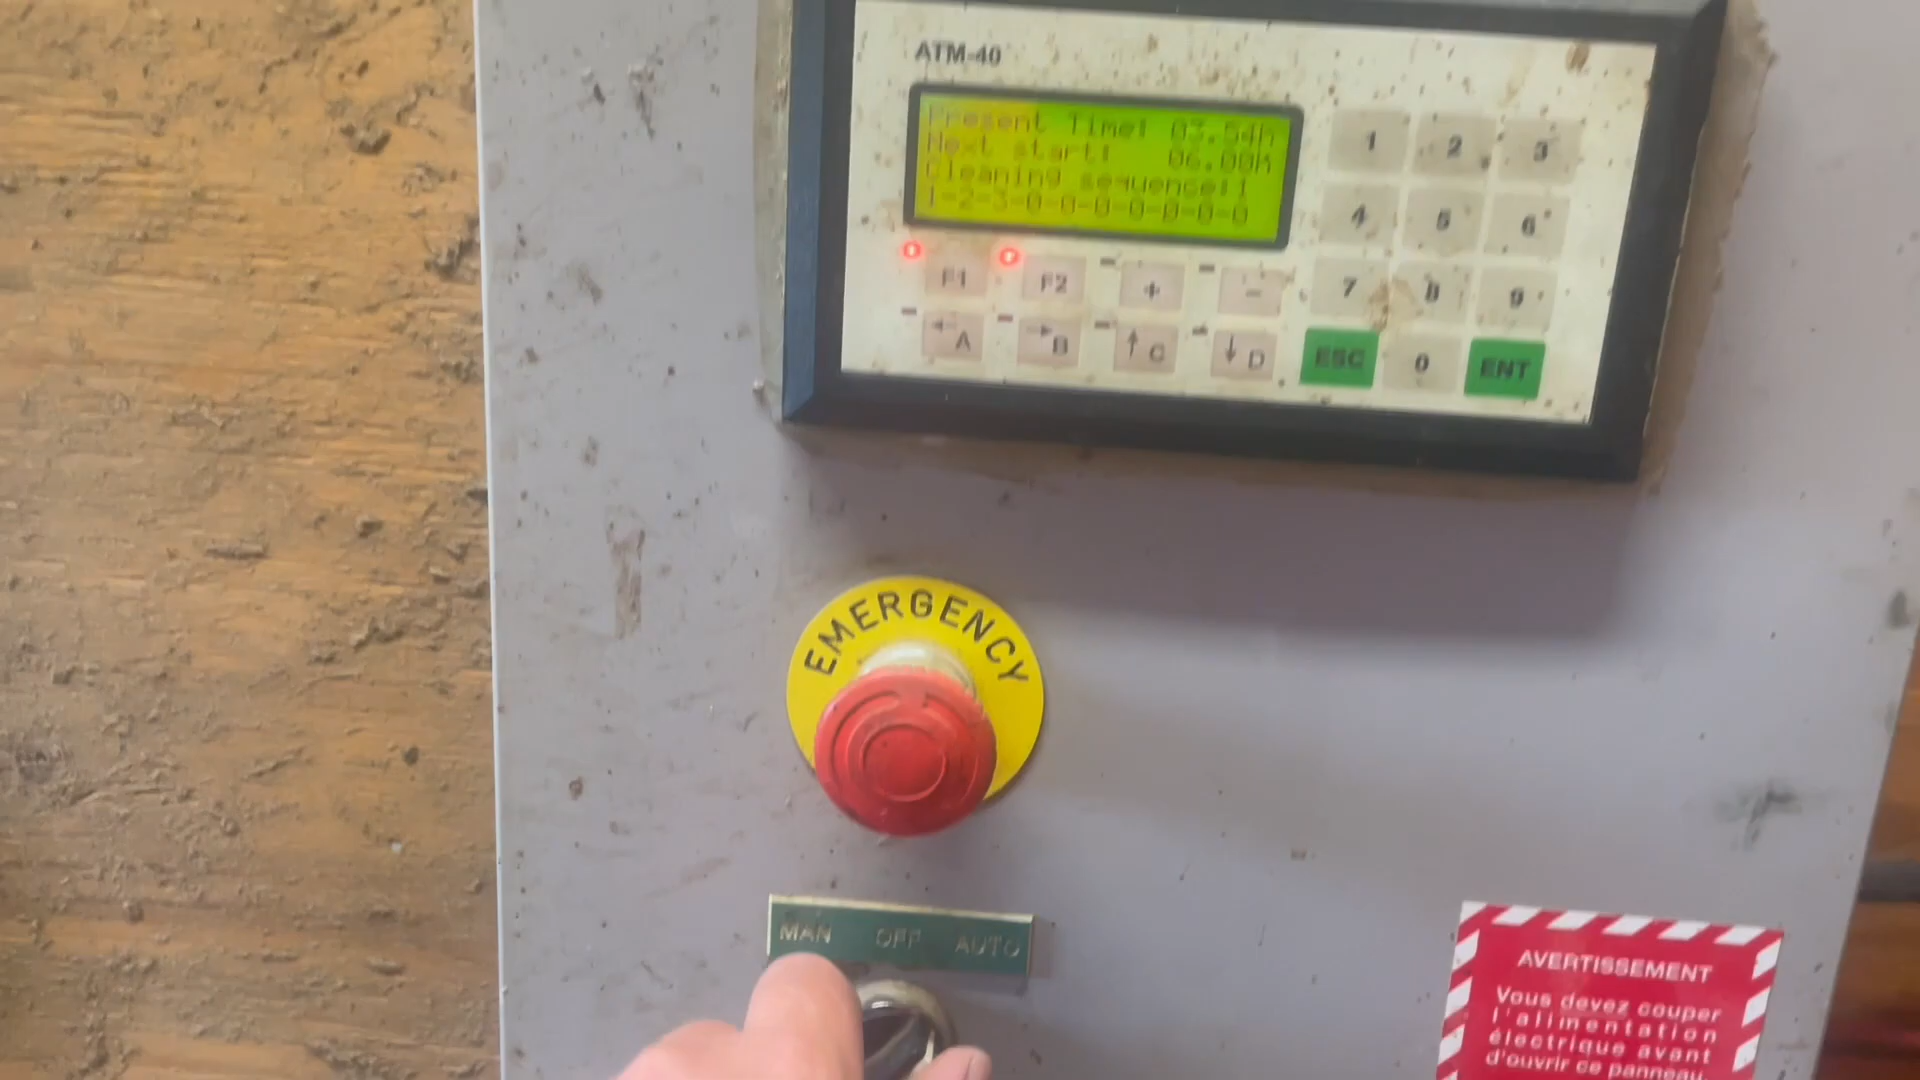 ATM-40
Present Time: 03.54h
Next start: 06.00h
Cleaning sequence:1
1-2-3-0-0-0-0-0-0-0
1 2 3
4 5 6
F1 F2 + - 7 8 9
A B C D ESC 0 ENT
EMERGENCY
MAN OFF AUTO
AVERTISSEMENT
Vous devez couper
l'alimentation
électrique avant
d'ouvrir ce panneau